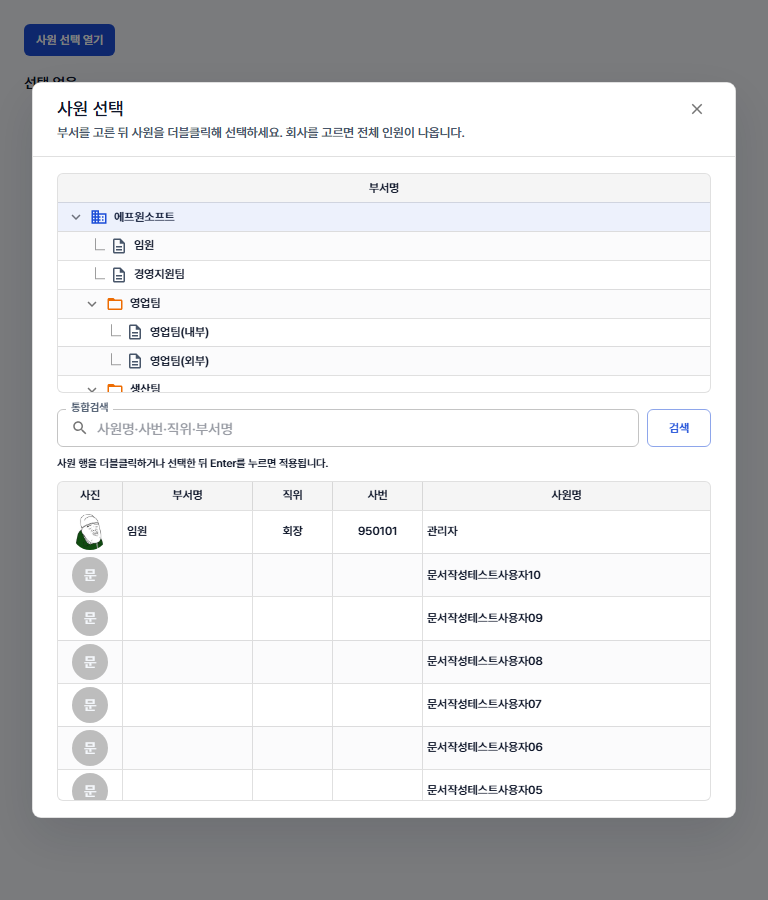 사원 선택 열기
선택 없음
사원 선택
부서를 고른 뒤 사원을 더블클릭해 선택하세요. 회사를 고르면 전체 인원이 나옵니다.
부서명
에프원소프트
임원
경영지원팀
영업팀
영업팀(내부)
영업팀(외부)
생산팀
통합검색
사원명·사번·직위·부서명
검색
사원 행을 더블클릭하거나 선택한 뒤 Enter를 누르면 적용됩니다.
사진 부서명 직위 사번 사원명
임원 회장 950101 관리자
문 문서작성테스트사용자10
문 문서작성테스트사용자09
문 문서작성테스트사용자08
문 문서작성테스트사용자07
문 문서작성테스트사용자06
문 문서작성테스트사용자05